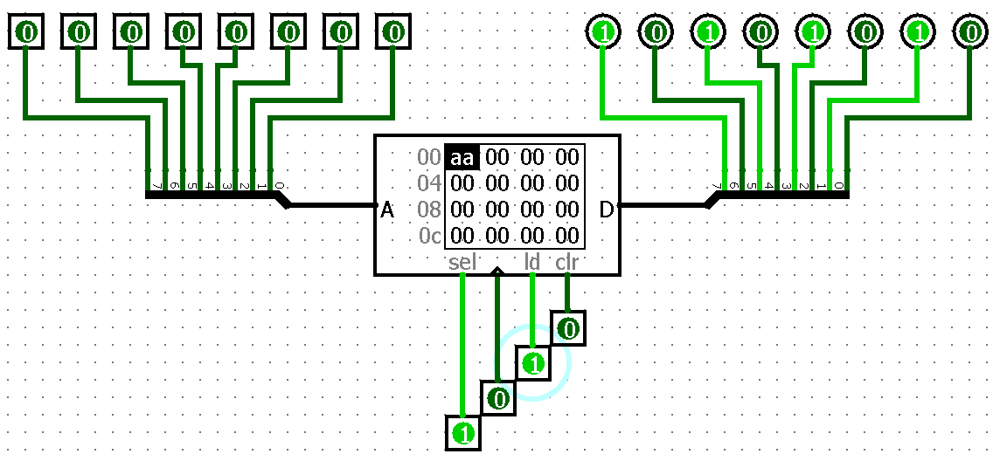 0 0 0 0 0 0 0 0 1 0 1 0 1 0 1 0
7 6 5 4 3 2 1 0 7 6 5 4 3 2 1 0
00 aa 00 00 00
04 00 00 00 00
A 08 00 00 00 00 D
0c 00 00 00 00
sel ld clr
0
1
0
1